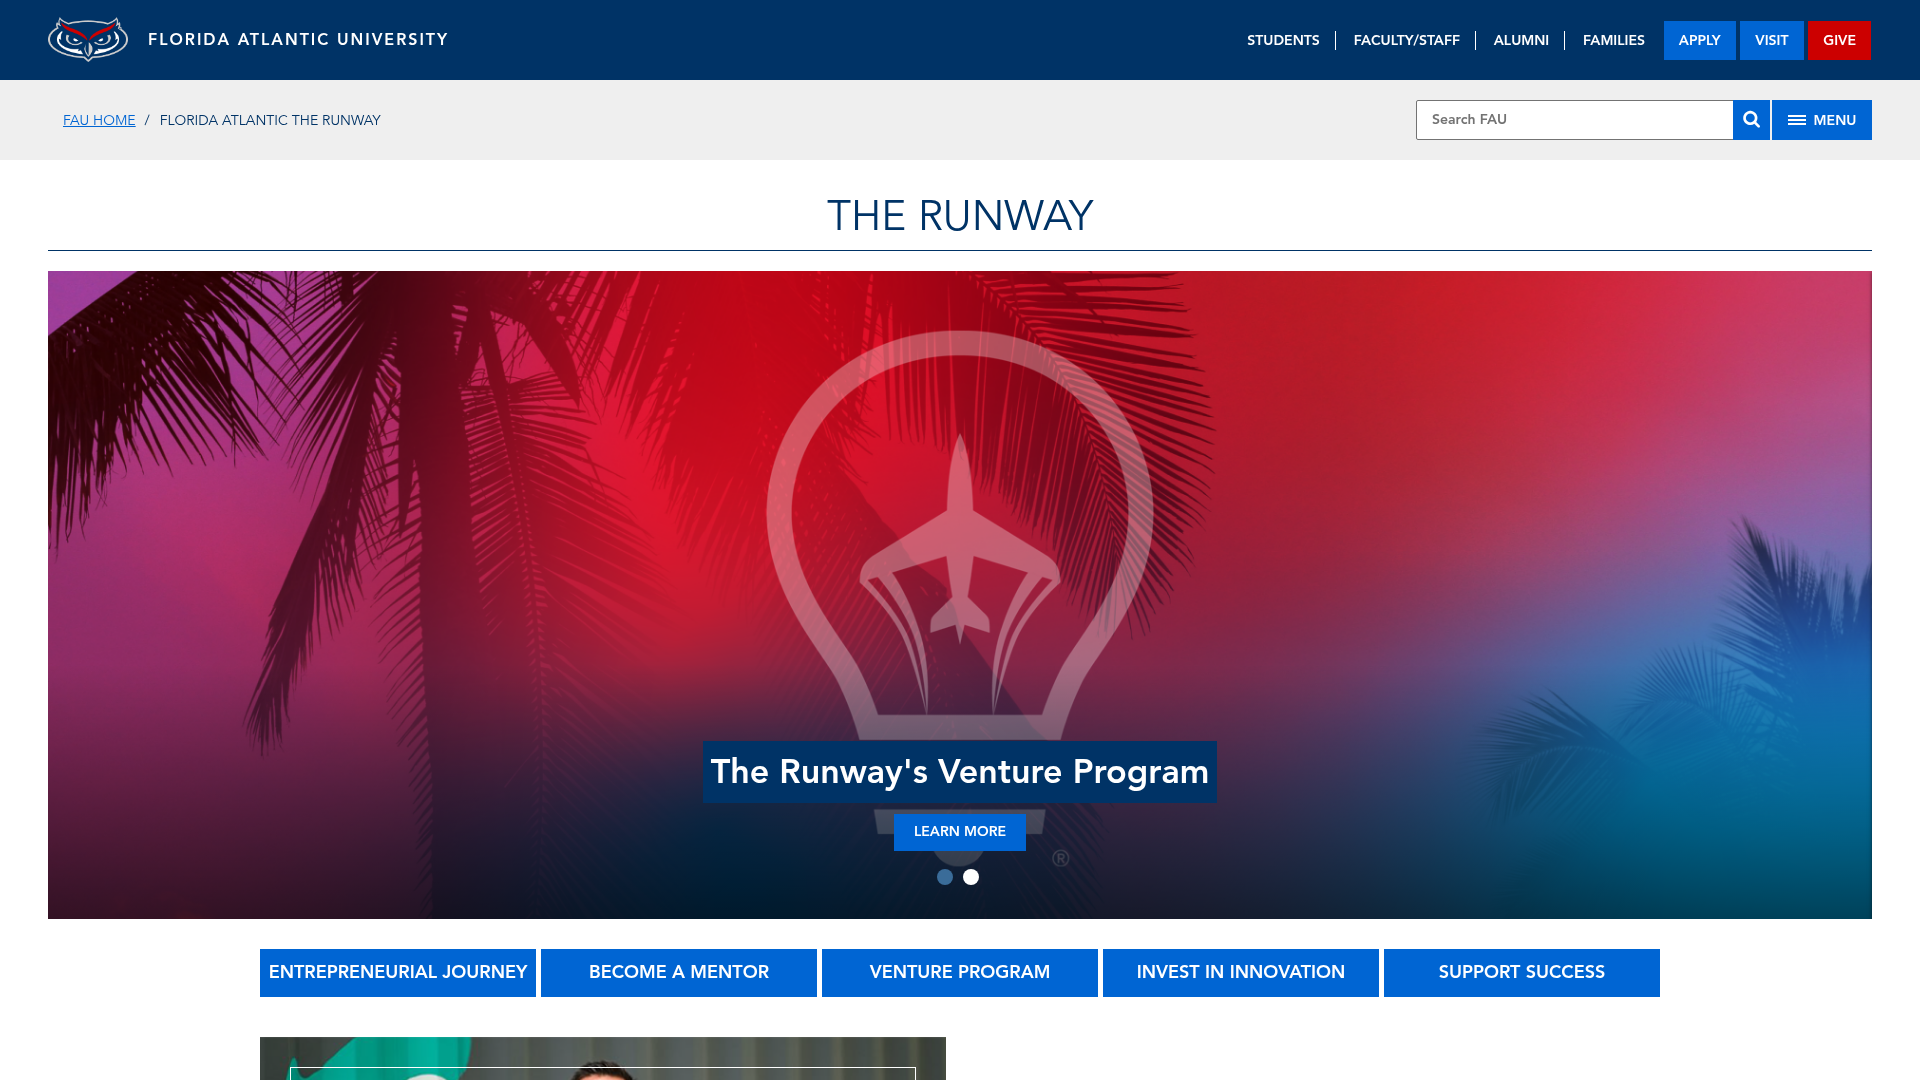 FLORIDA ATLANTIC UNIVERSITY
STUDENTS
FACULTY/STAFF
ALUMNI
FAMILIES
APPLY
VISIT
GIVE
FAU HOME / FLORIDA ATLANTIC THE RUNWAY
Search FAU
MENU
THE RUNWAY
The Runway's Venture Program
LEARN MORE
®
ENTREPRENEURIAL JOURNEY
BECOME A MENTOR
VENTURE PROGRAM
INVEST IN INNOVATION
SUPPORT SUCCESS